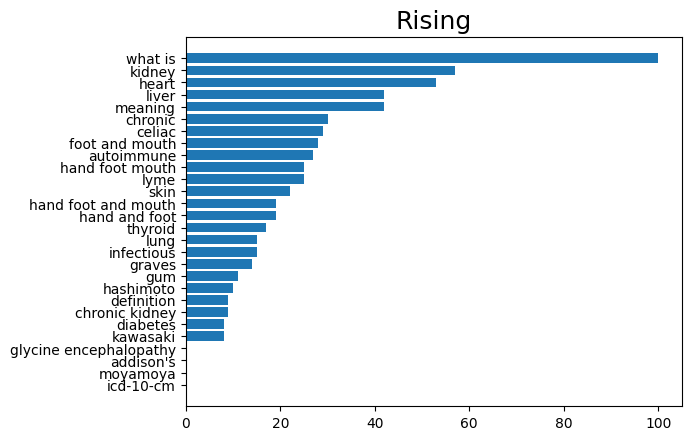 Rising
what is
kidney
heart
liver
meaning
chronic
celiac
foot and mouth
autoimmune
hand foot mouth
lyme
skin
hand foot and mouth
hand and foot
thyroid
lung
infectious
graves
gum
hashimoto
definition
chronic kidney
diabetes
kawasaki
glycine encephalopathy
addison's
moyamoya
icd-10-cm
0 20 40 60 80 100